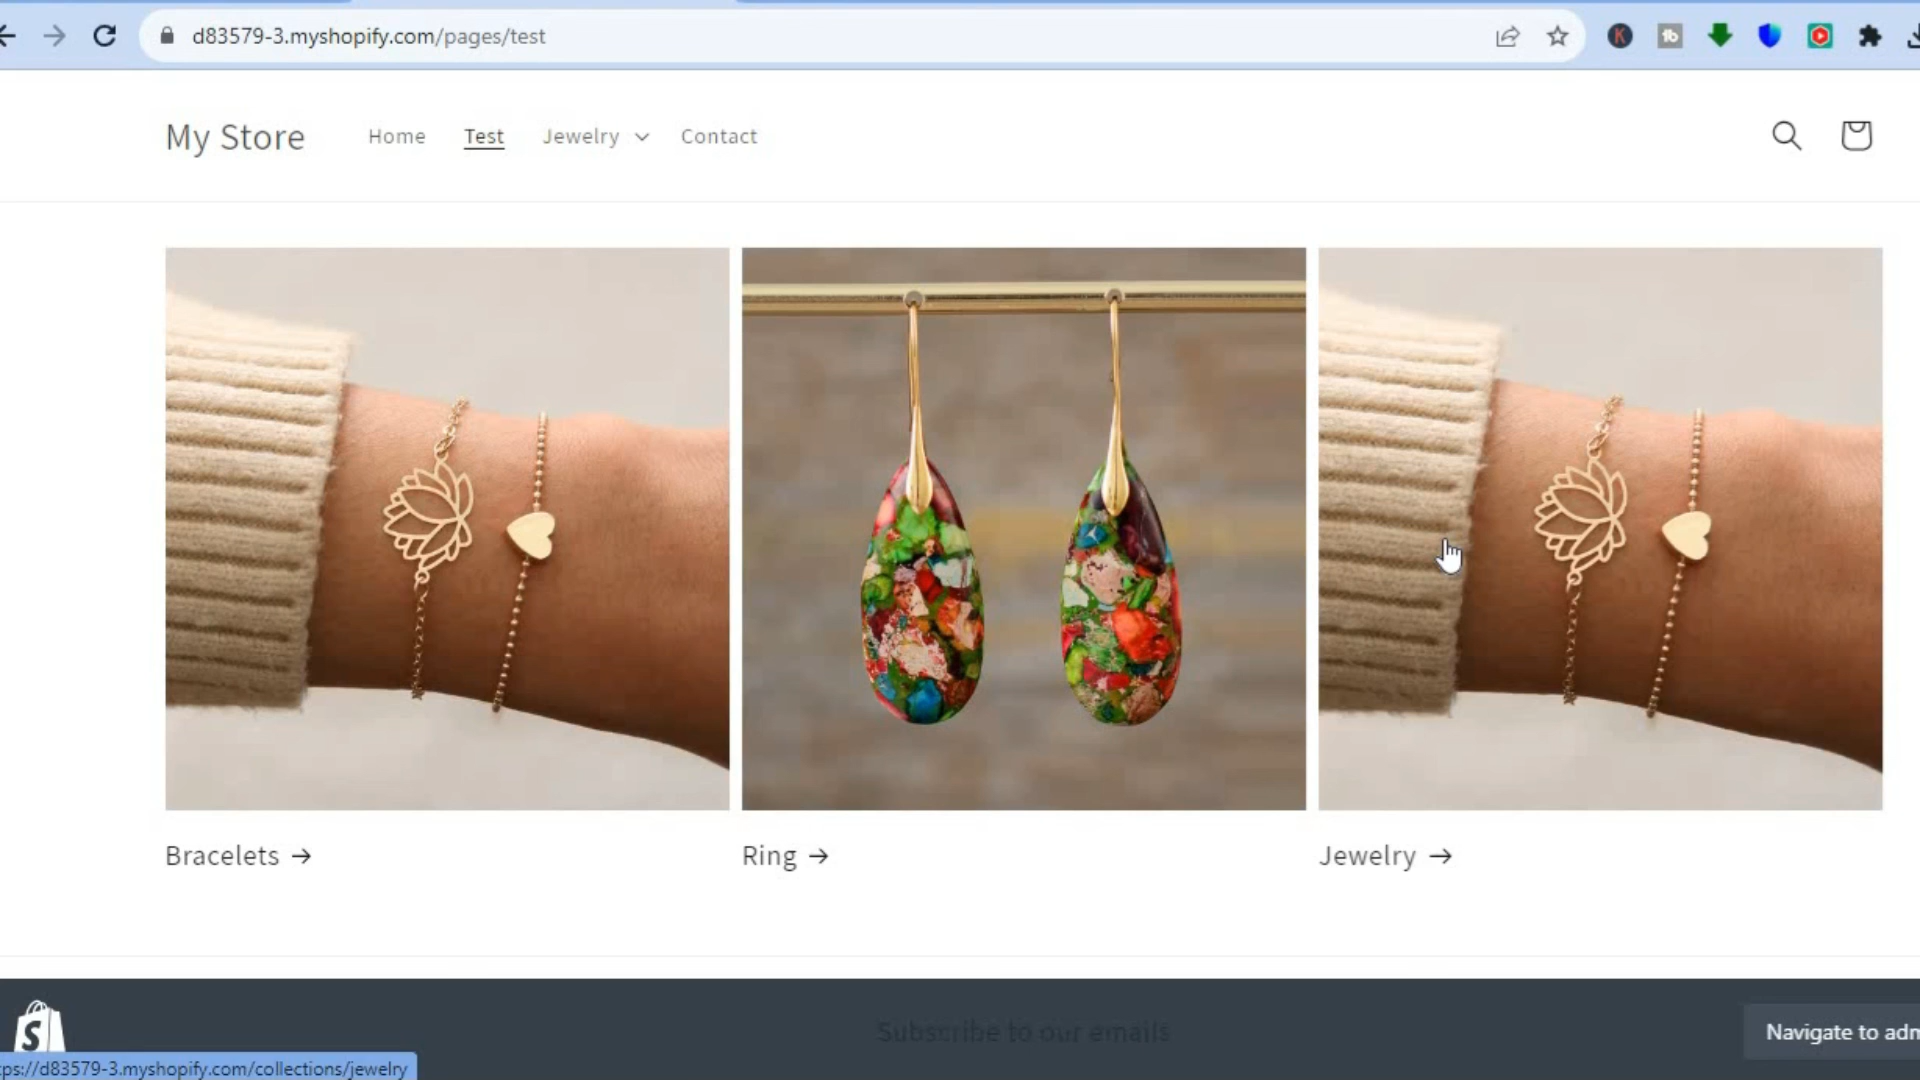 d83579-3.myshopify.com/pages/test
My Store
Home
Test
Jewelry
Contact
Bracelets →
Ring →
Jewelry →
Subscribe to our emails
Navigate to adm
tps://d83579-3.myshopify.com/collections/jewelry